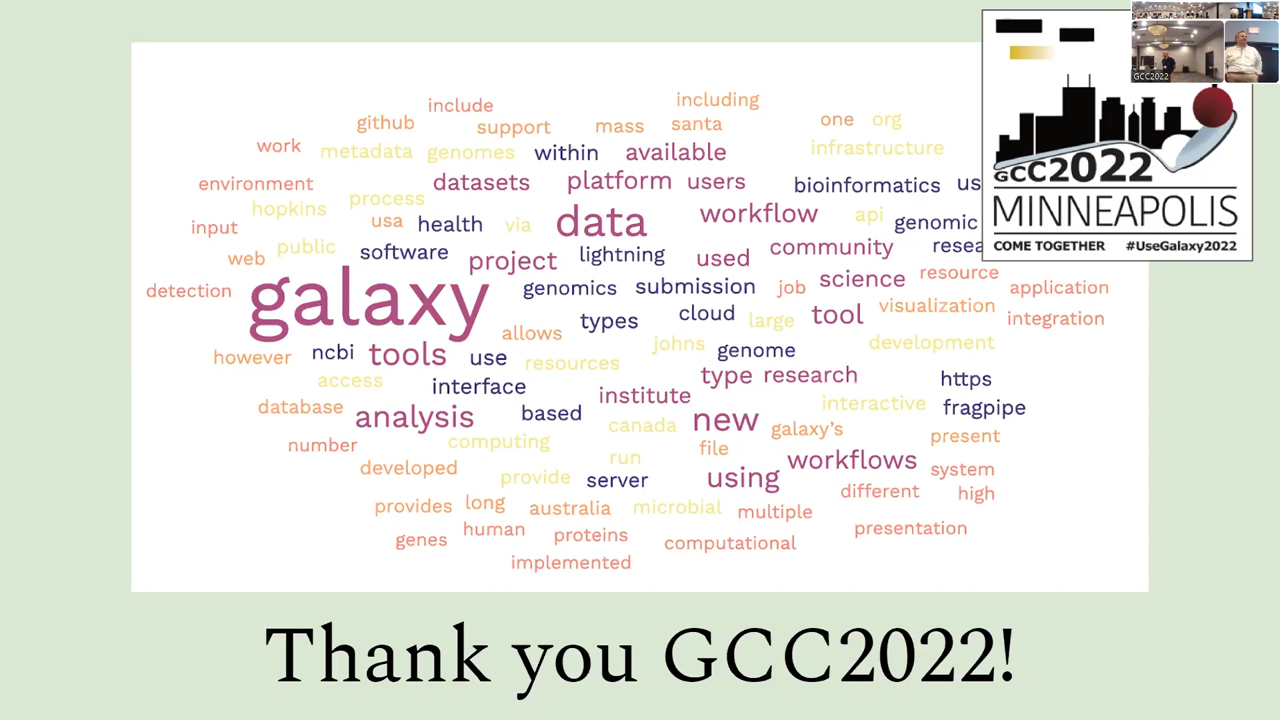 include including
github support mass santa one org
work metadata genomes within available infrastructure
environment datasets platform users bioinformatics us
hopkins process data workflow api genomic
input usa health via
web public software project lightning used community resea
detection galaxy genomics submission job science resource application
allows types cloud large tool visualization integration
however ncbi tools use resources johns genome development
access interface type research https
database analysis based institute new interactive fragpipe
number computing canada file galaxy's present
developed provide run server using workflows system
provides long australia microbial multiple different high
genes human proteins computational presentation
implemented
GCC2022
GCC2022
MINNEAPOLIS
COME TOGETHER #UseGalaxy2022
Thank you GCC2022!